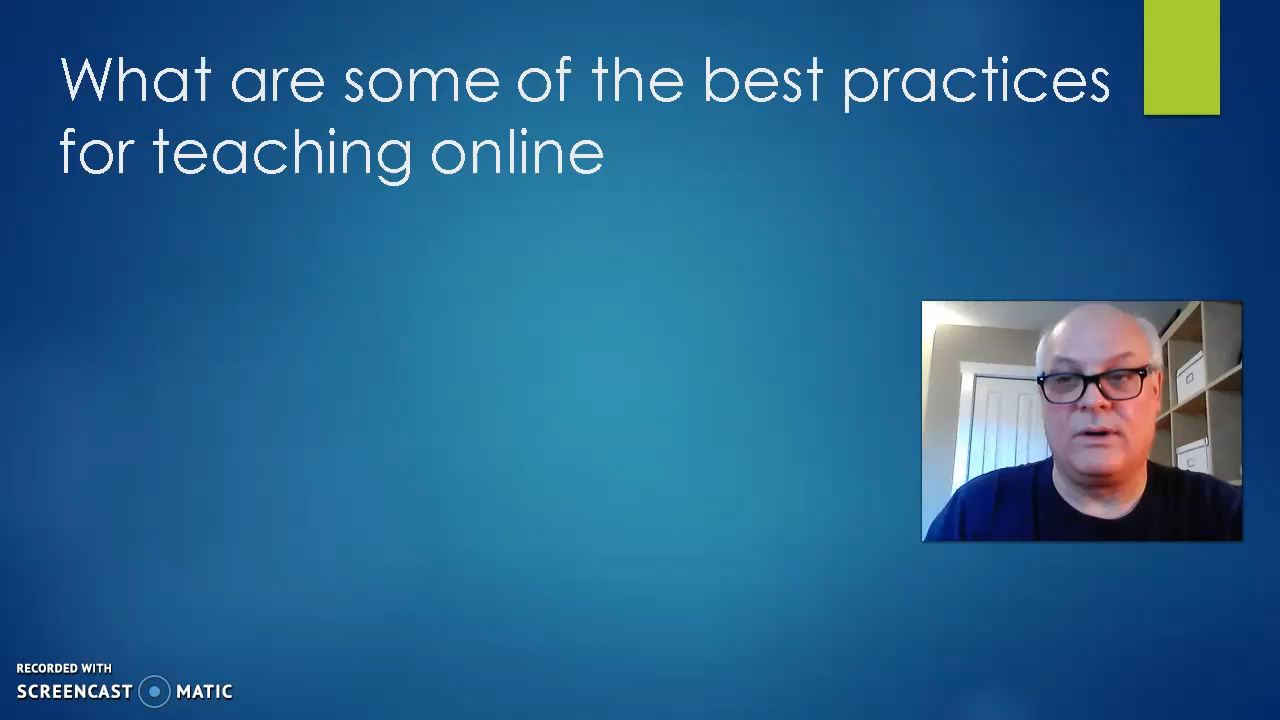 What are some of the best practices
for teaching online
RECORDED WITH
SCREENCAST MATIC